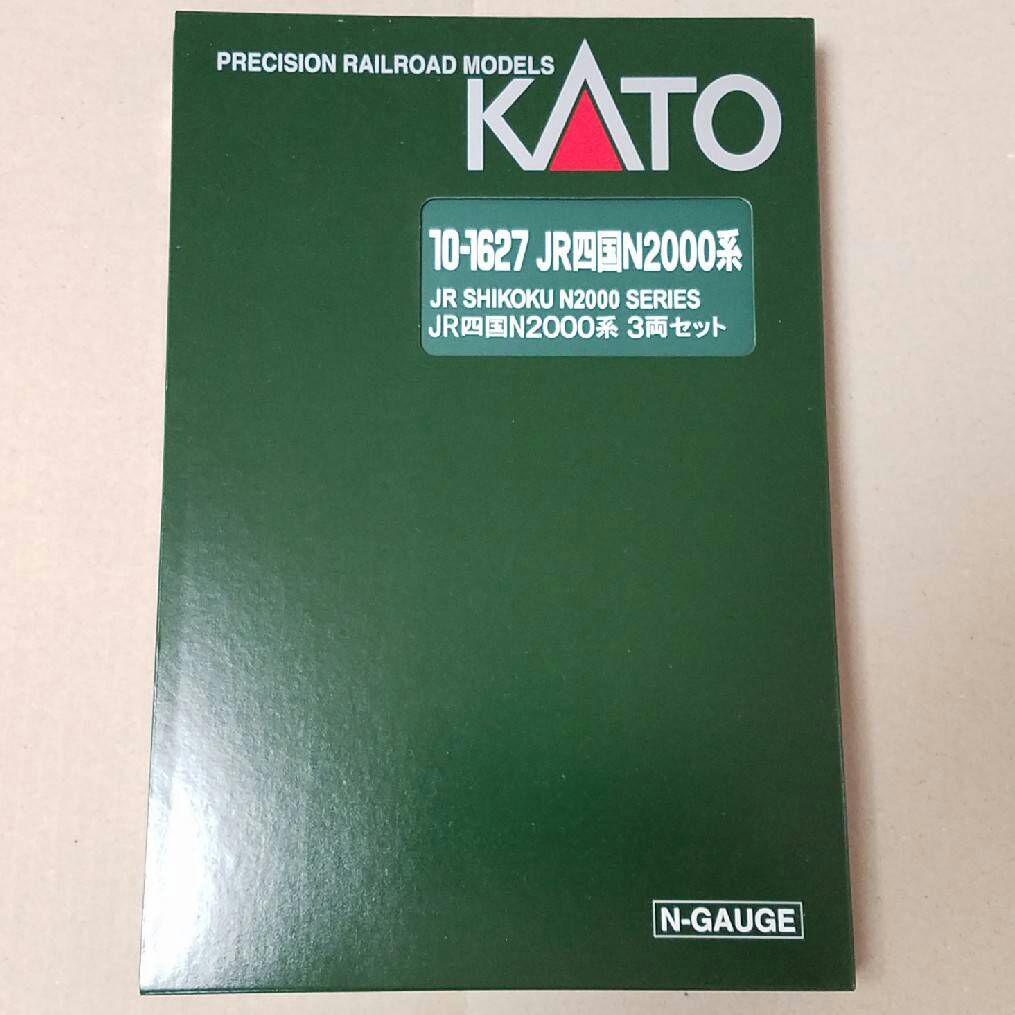 PRECISION RAILROAD MODELS
KATO
10-1627 JR四国N2000系
JR SHIKOKU N2000 SERIES
JR四国N2000系 3両セット
N-GAUGE